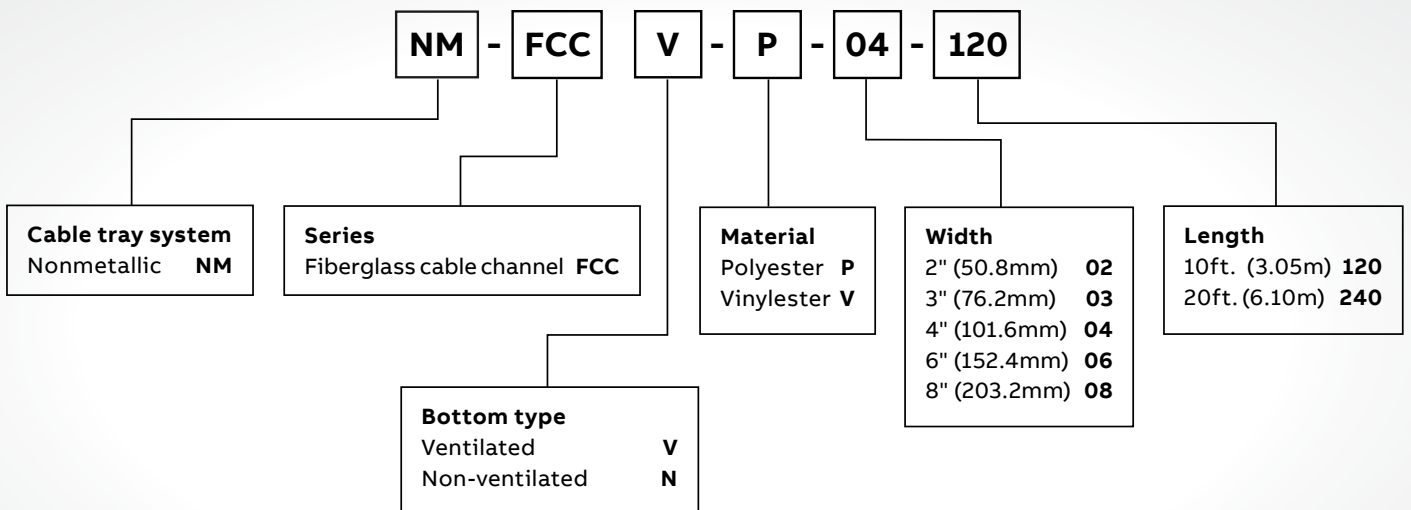 NM - FCC V - P - 04 - 120
Cable tray system
Nonmetallic NM
Series
Fiberglass cable channel FCC
Bottom type
Ventilated V
Non-ventilated N
Material
Polyester P
Vinylester V
Width
2" (50.8mm) 02
3" (76.2mm) 03
4" (101.6mm) 04
6" (152.4mm) 06
8" (203.2mm) 08
Length
10ft. (3.05m) 120
20ft. (6.10m) 240